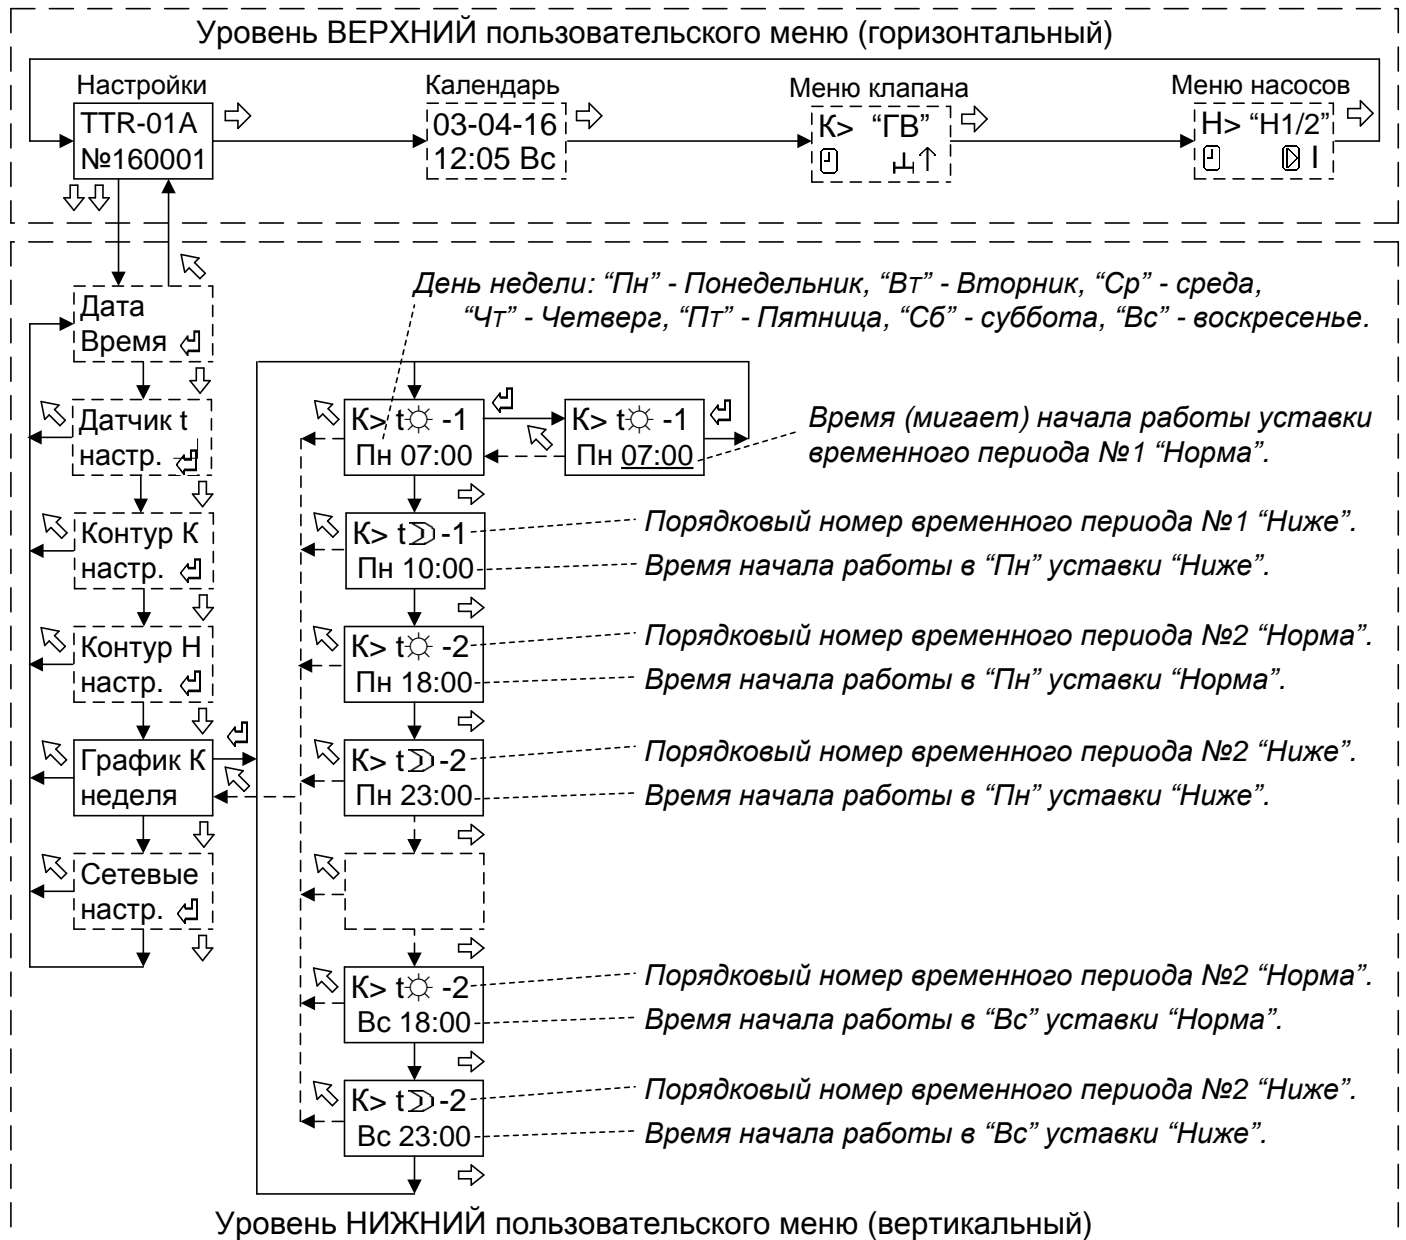 Уровень ВЕРХНИЙ пользовательского меню (горизонтальный)
Настройки
TTR-01A
№160001
Календарь
03-04-16
12:05 Вс
Меню клапана
К> “ГВ”
Меню насосов
Н> “Н1/2”
I
Дата
Время
Датчик t
настр.
Контур К
настр.
Контур Н
настр.
График К
неделя
Сетевые
настр.
День недели: “Пн” - Понедельник, “Вт” - Вторник, “Ср” - среда,
“Чт” - Четверг, “Пт” - Пятница, “Сб” - суббота, “Вс” - воскресенье.
К> t☼ -1
Пн 07:00
К> t☼ -1
Пн 07:00
Время (мигает) начала работы уставки
временного периода №1 “Норма”.
К> t☽-1
Пн 10:00
Порядковый номер временного периода №1 “Ниже”.
Время начала работы в “Пн” уставки “Ниже”.
К> t☼ -2
Пн 18:00
Порядковый номер временного периода №2 “Норма”.
Время начала работы в “Пн” уставки “Норма”.
К> t☽-2
Пн 23:00
Порядковый номер временного периода №2 “Ниже”.
Время начала работы в “Пн” уставки “Ниже”.
К> t☼ -2
Вс 18:00
Порядковый номер временного периода №2 “Норма”.
Время начала работы в “Вс” уставки “Норма”.
К> t☽-2
Вс 23:00
Порядковый номер временного периода №2 “Ниже”.
Время начала работы в “Вс” уставки “Ниже”.
Уровень НИЖНИЙ пользовательского меню (вертикальный)